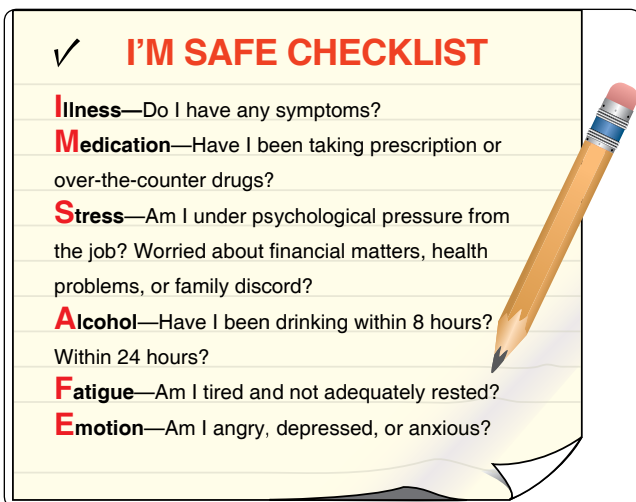 ✓ I'M SAFE CHECKLIST
Illness—Do I have any symptoms?
Medication—Have I been taking prescription or
over-the-counter drugs?
Stress—Am I under psychological pressure from
the job? Worried about financial matters, health
problems, or family discord?
Alcohol—Have I been drinking within 8 hours?
Within 24 hours?
Fatigue—Am I tired and not adequately rested?
Emotion—Am I angry, depressed, or anxious?